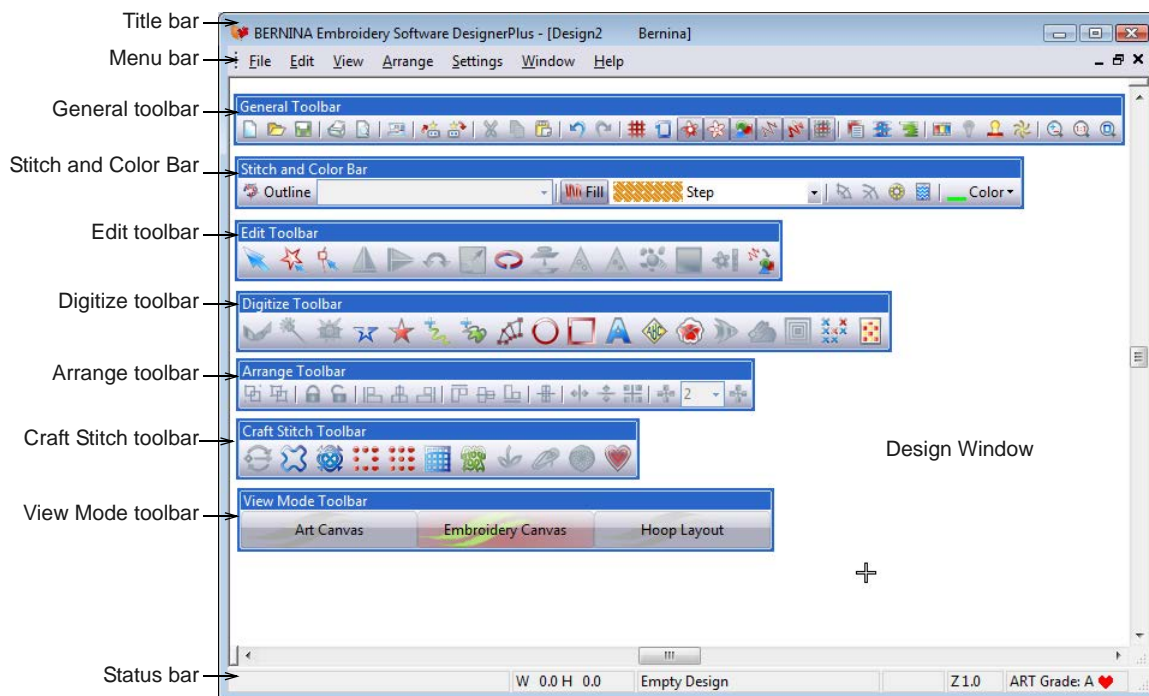 Title bar
BERNINA Embroidery Software DesignerPlus - [Design2 Bernina]
Menu bar
File Edit View Arrange Settings Window Help
General toolbar
General Toolbar
1:1
Stitch and Color Bar
Stitch and Color Bar
Outline Fill Step Color
Edit toolbar
Edit Toolbar
Digitize toolbar
Digitize Toolbar
A ABC
Arrange toolbar
Arrange Toolbar
2
Craft Stitch toolbar
Craft Stitch Toolbar
Design Window
View Mode toolbar
View Mode Toolbar
Art Canvas Embroidery Canvas Hoop Layout
Status bar
W 0.0 H 0.0 Empty Design Z 1.0 ART Grade: A